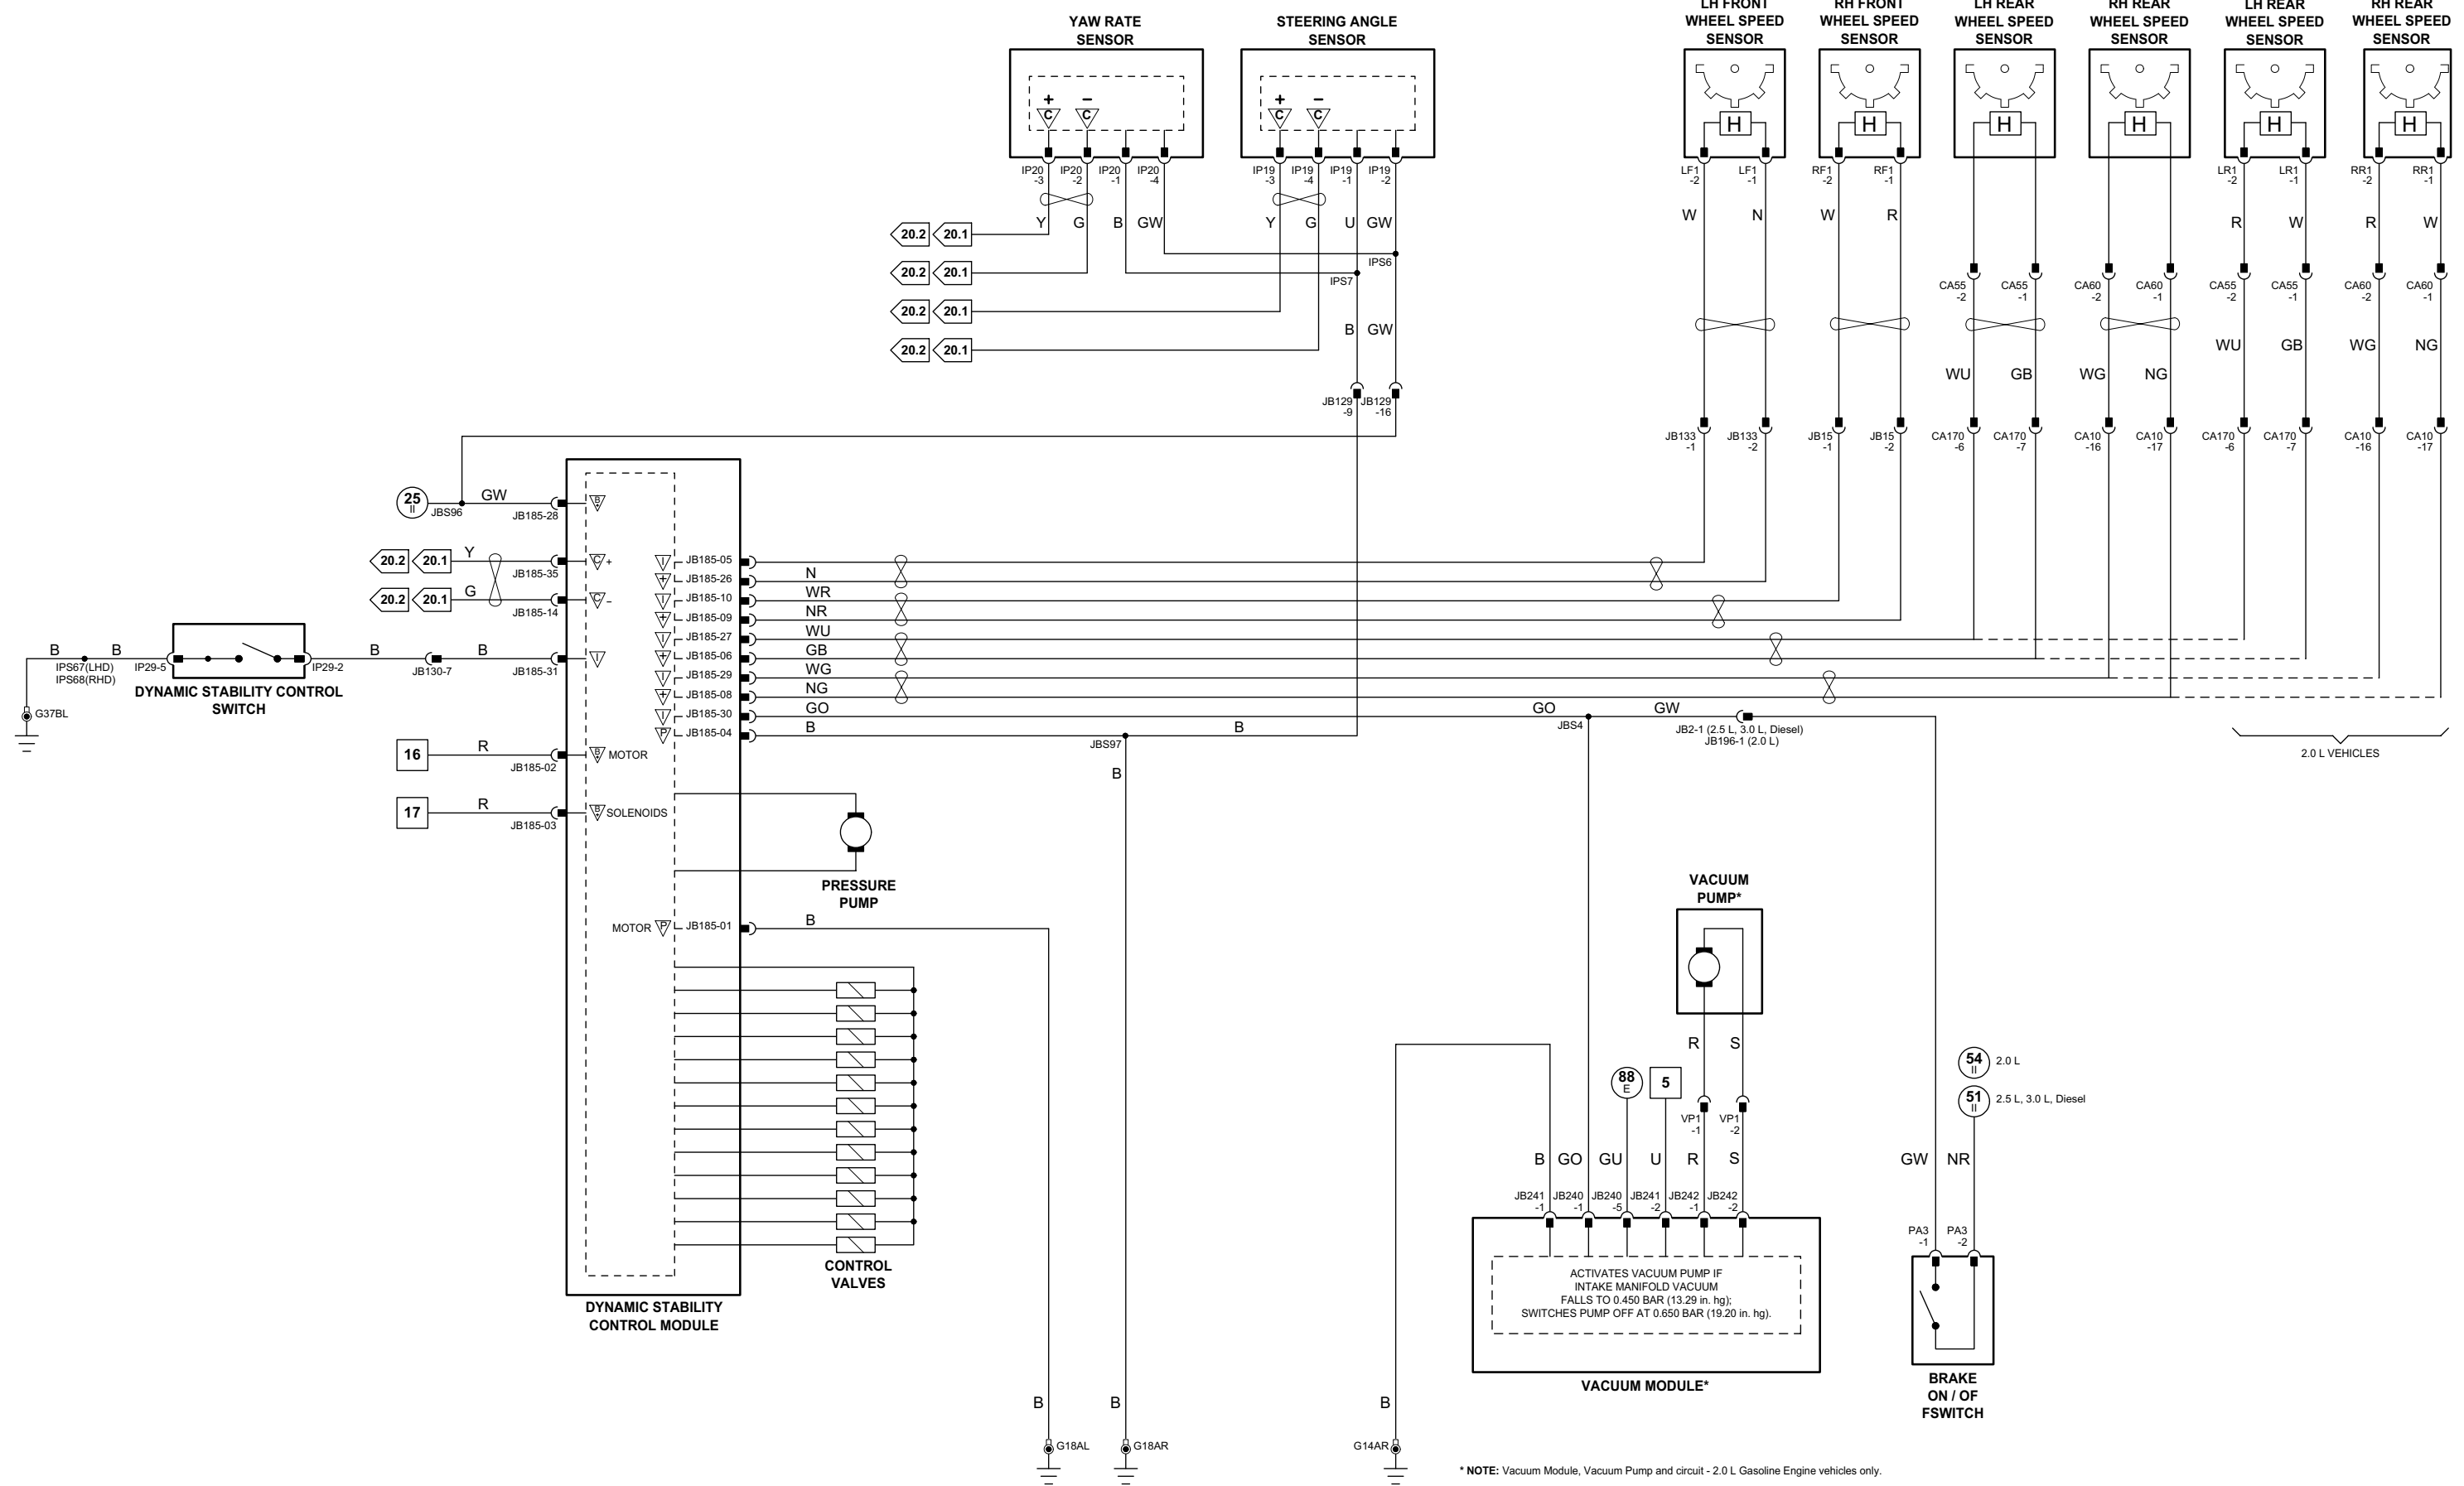 YAW RATE
SENSOR
STEERING ANGLE
SENSOR
LH FRONT
WHEEL SPEED
SENSOR
RH FRONT
WHEEL SPEED
SENSOR
LH REAR
WHEEL SPEED
SENSOR
RH REAR
WHEEL SPEED
SENSOR
LH REAR
WHEEL SPEED
SENSOR
RH REAR
WHEEL SPEED
SENSOR
+ − + −
C C C C
H H H H H H
IP20 IP20 IP20 IP20 IP19 IP19 IP19 IP19
-3 -2 -1 -4 -3 -4 -1 -2
LF1 LF1 RF1 RF1 LR1 LR1 RR1 RR1
-2 -1 -2 -1 -2 -1 -2 -1
Y G B GW Y G U GW
W N W R R W R W
20.2 20.1
20.2 20.1
20.2 20.1
20.2 20.1
IPS6
IPS7
CA55 CA55 CA60 CA60 CA55 CA55 CA60 CA60
-2 -1 -2 -1 -2 -1 -2 -1
B GW
WU GB WG NG
WU GB WG NG
JB129 JB129
-9 -16
JB133 JB133 JB15 JB15 CA170 CA170 CA10 CA10 CA170 CA170 CA10 CA10
-1 -2 -1 -2 -6 -7 -16 -17 -6 -7 -16 -17
25
II
JBS96
GW
JB185-28
B
+
20.2 20.1 Y
JB185-35
C +
20.2 20.1 G
JB185-14
C −
I JB185-05
+ JB185-26 N
I JB185-10 WR
+ JB185-09 NR
I JB185-27 WU
+ JB185-06 GB
I JB185-29 WG
+ JB185-08 NG
I JB185-30 GO GO JBS4 GW
P JB185-04 B JBS97 B
JB2-1 (2.5 L, 3.0 L, Diesel)
JB196-1 (2.0 L)
B B
IPS67(LHD)
IPS68(RHD)
IP29-5
IP29-2
B
JB130-7
B
JB185-31
I
DYNAMIC STABILITY CONTROL
SWITCH
G37BL
2.0 L VEHICLES
16 R
JB185-02
B
+
MOTOR
B
17 R
JB185-03
B
+
SOLENOIDS
PRESSURE
PUMP
VACUUM
PUMP*
MOTOR P JB185-01 B
R S
54
II
2.0 L
88
E
5
51
II
2.5 L, 3.0 L, Diesel
VP1 VP1
-1 -2
B GO GU U R S
GW NR
JB241 JB240 JB240 JB241 JB242 JB242
-1 -1 -5 -2 -1 -2
PA3 PA3
-1 -2
CONTROL
VALVES
ACTIVATES VACUUM PUMP IF
INTAKE MANIFOLD VACUUM
FALLS TO 0.450 BAR (13.29 in. hg);
SWITCHES PUMP OFF AT 0.650 BAR (19.20 in. hg).
DYNAMIC STABILITY
CONTROL MODULE
VACUUM MODULE*
BRAKE
ON / OF
FSWITCH
B B B
G18AL G18AR G14AR
* NOTE: Vacuum Module, Vacuum Pump and circuit - 2.0 L Gasoline Engine vehicles only.